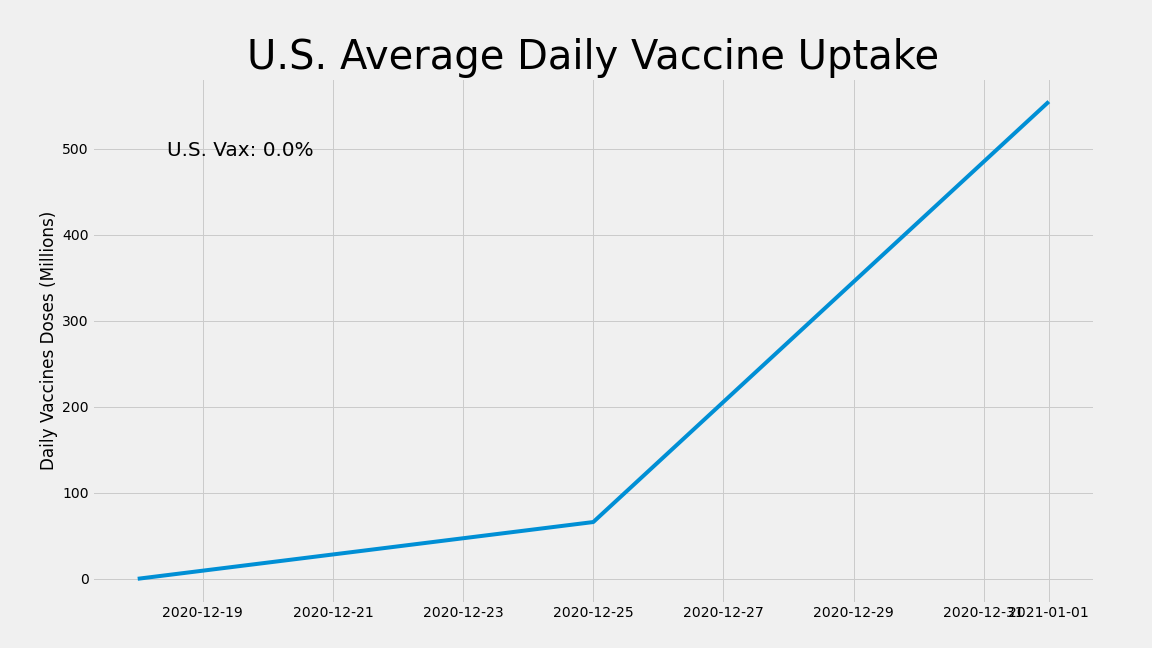 U.S. Average Daily Vaccine Uptake
U.S. Vax: 0.0%
Daily Vaccines Doses (Millions)
500
400
300
200
100
0
2020-12-19 2020-12-21 2020-12-23 2020-12-25 2020-12-27 2020-12-29 2020-12-31 2021-01-01